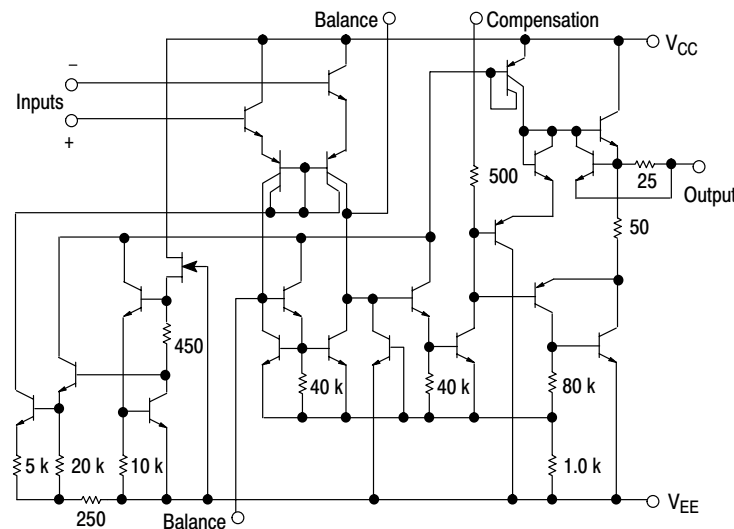 Balance
Compensation
VCC
−
Inputs
+
500
25
Output
50
450
40 k
40 k
80 k
5 k
20 k
10 k
1.0 k
250
Balance
VEE